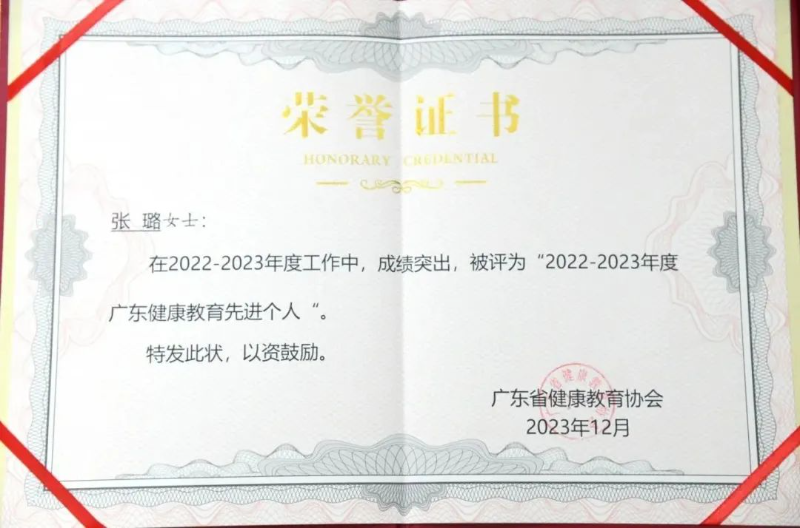 荣誉证书
HONORARY CREDENTIAL
张 璐女士：
在2022-2023年度工作中，成绩突出，被评为“2022-2023年度
广东健康教育先进个人“。
特发此状，以资鼓励。
广东省健康教育协会
2023年12月